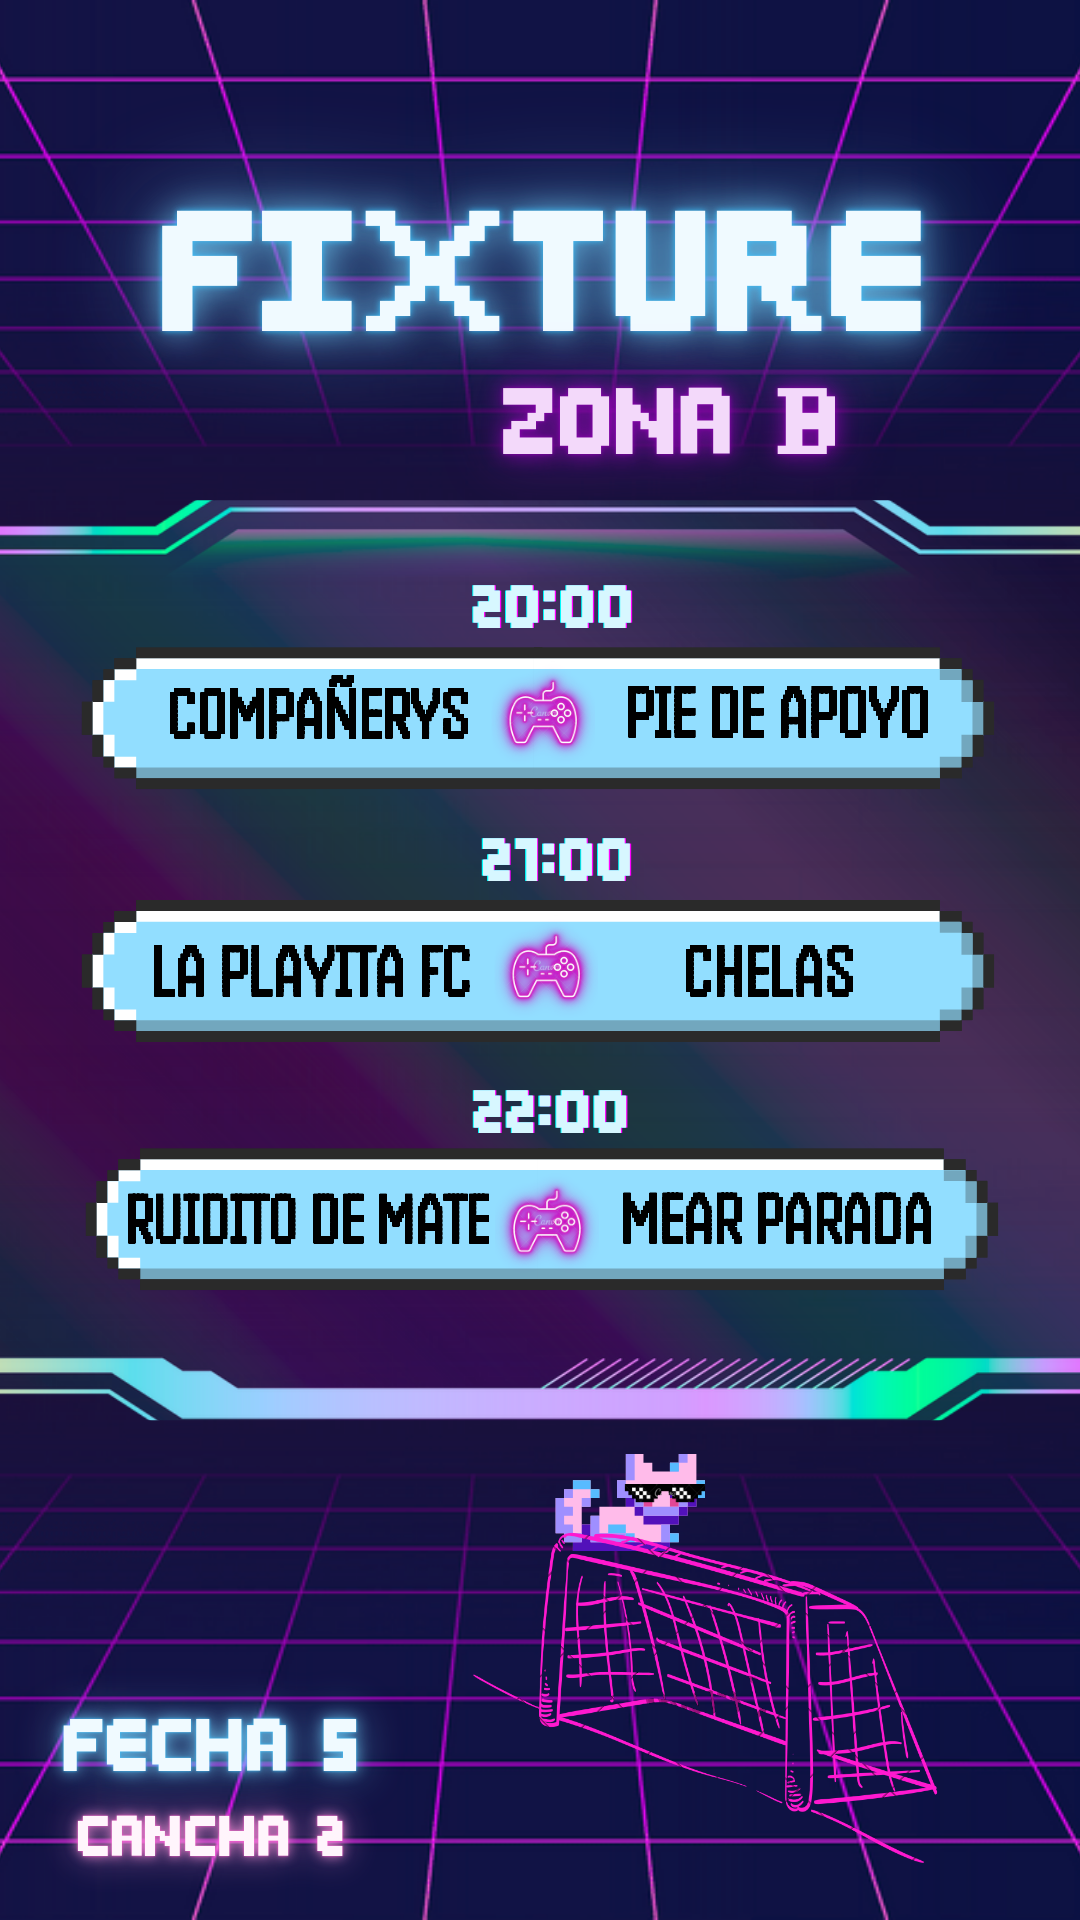 FIXTURE
ZONA B
20:00
COMPAÑERYS PIE DE APOYO
21:00
LA PLAYITA FC CHELAS
22:00
RUIDITO DE MATE MEAR PARADA
FECHA 5
CANCHA 2